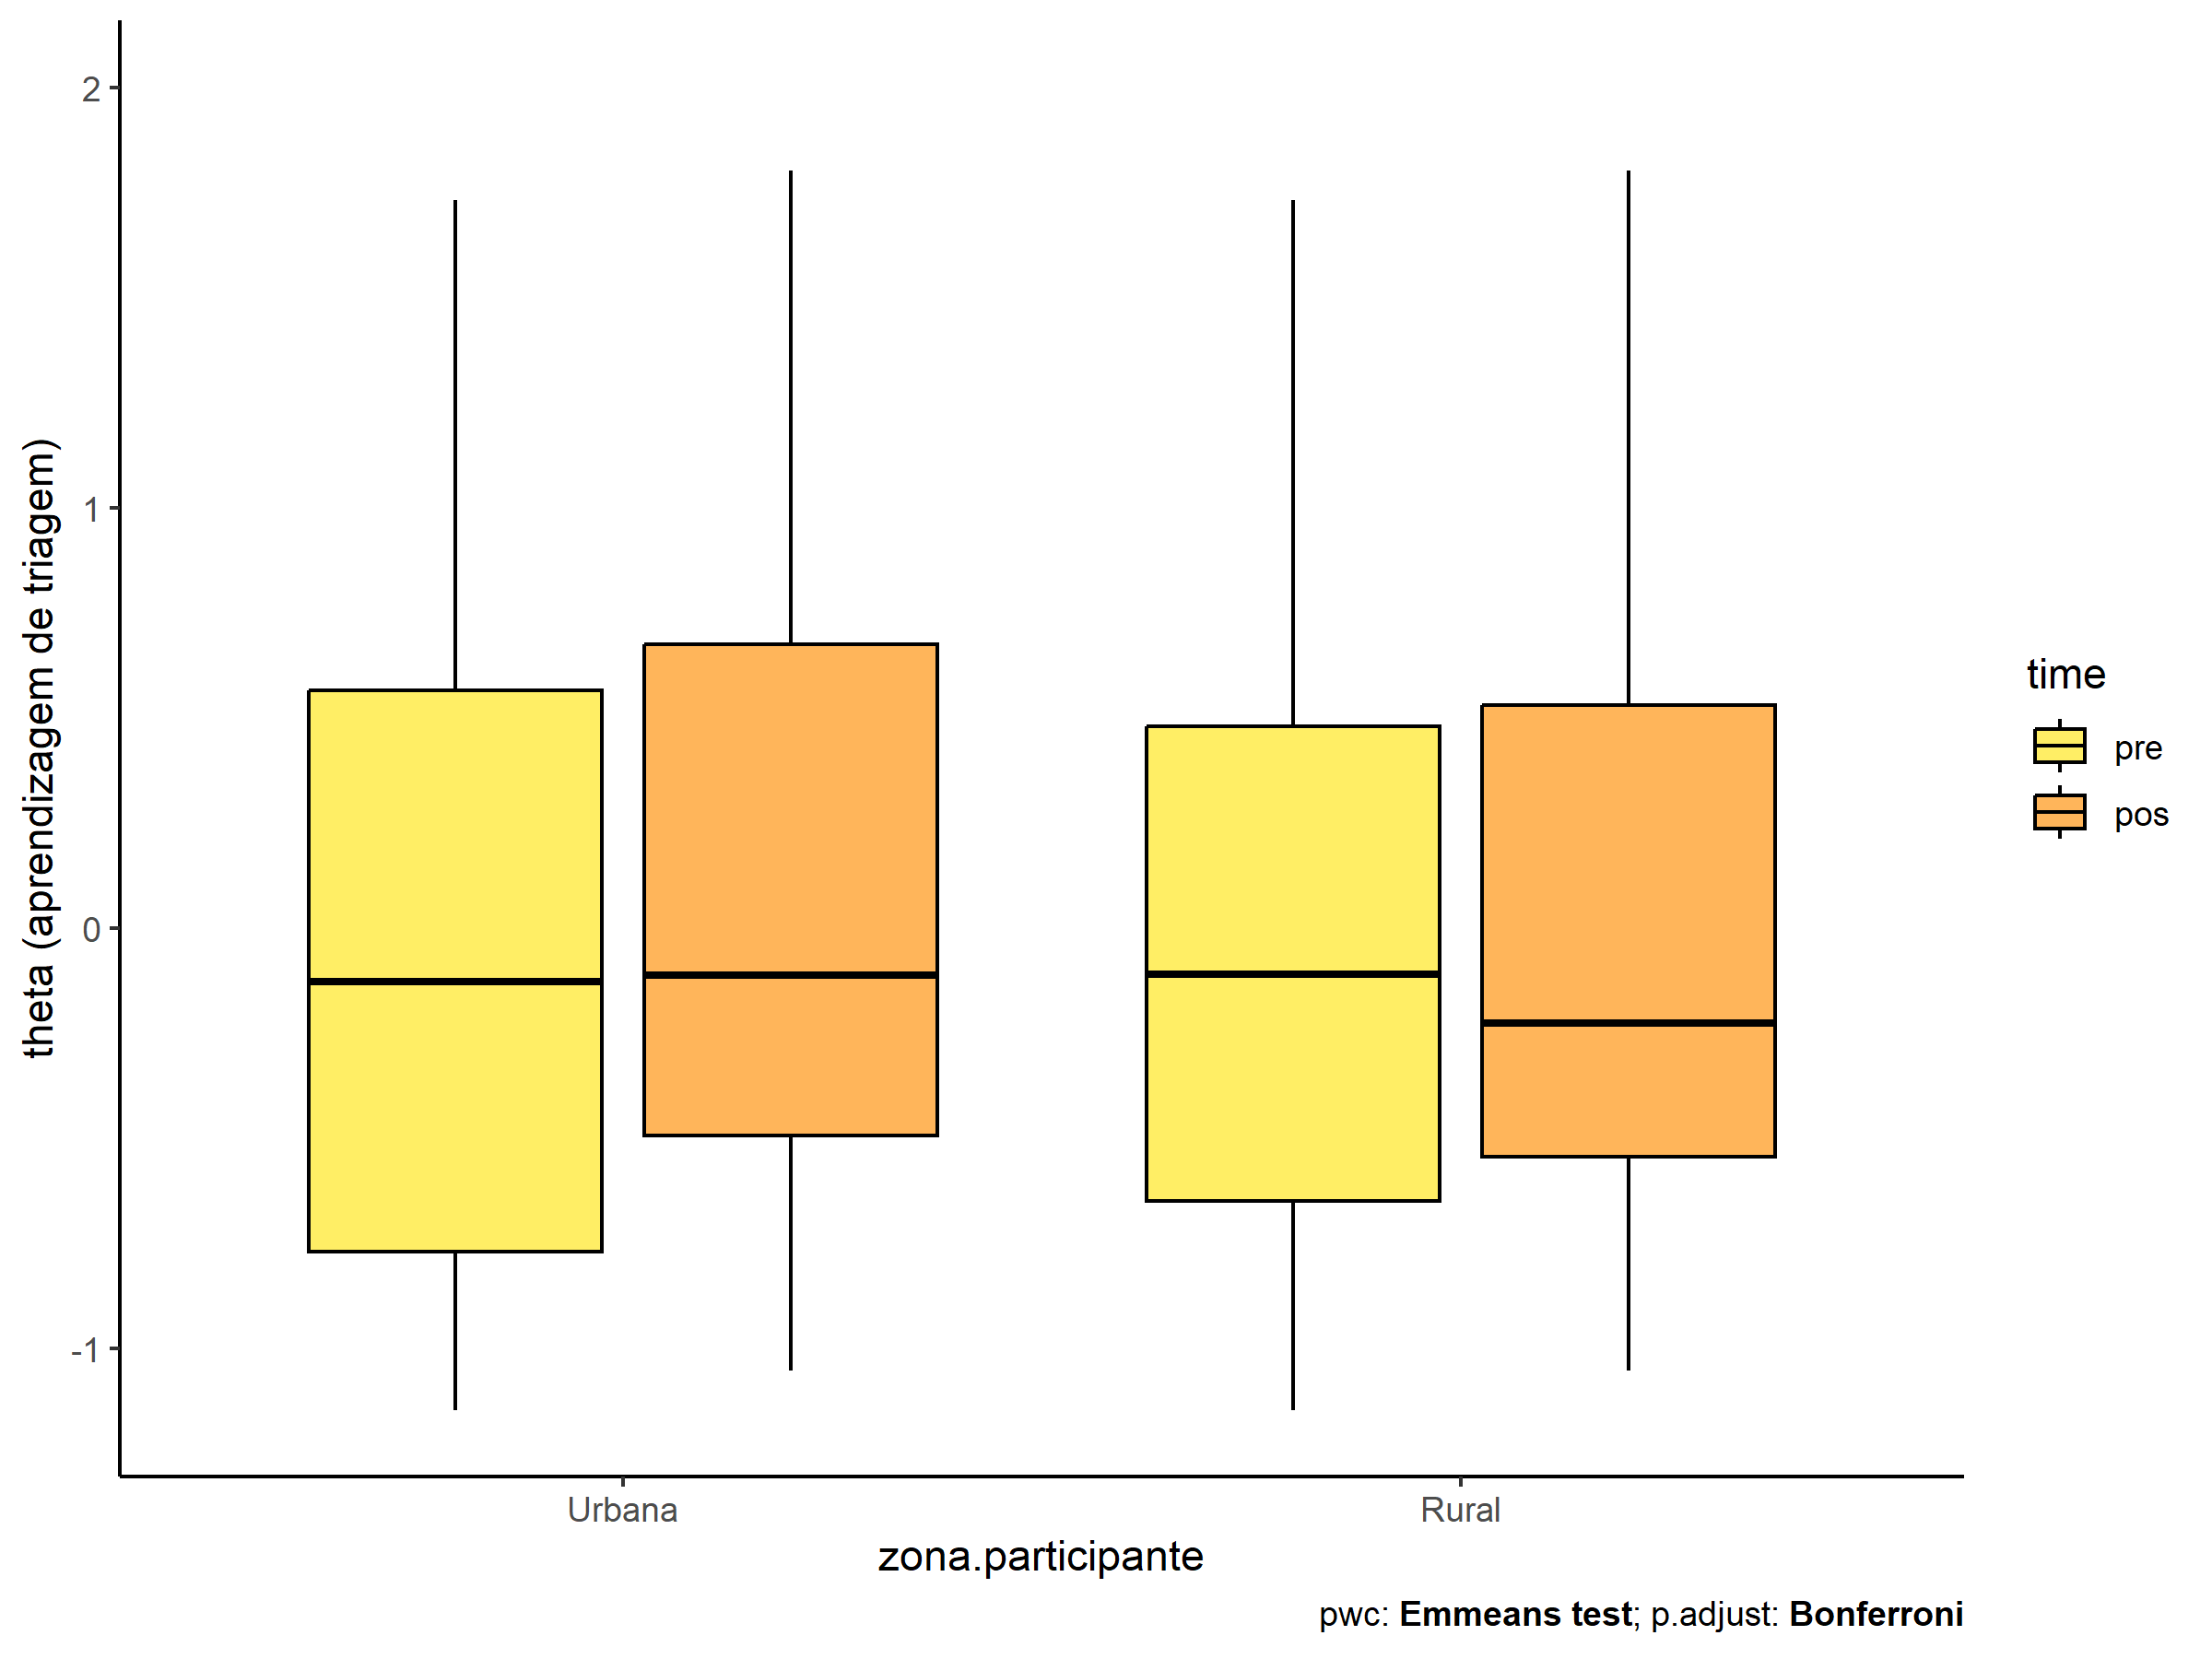 theta (aprendizagem de triagem)
2
1
0
-1
Urbana
Rural
zona.participante
time
pre
pos
pwc: Emmeans test; p.adjust: Bonferroni